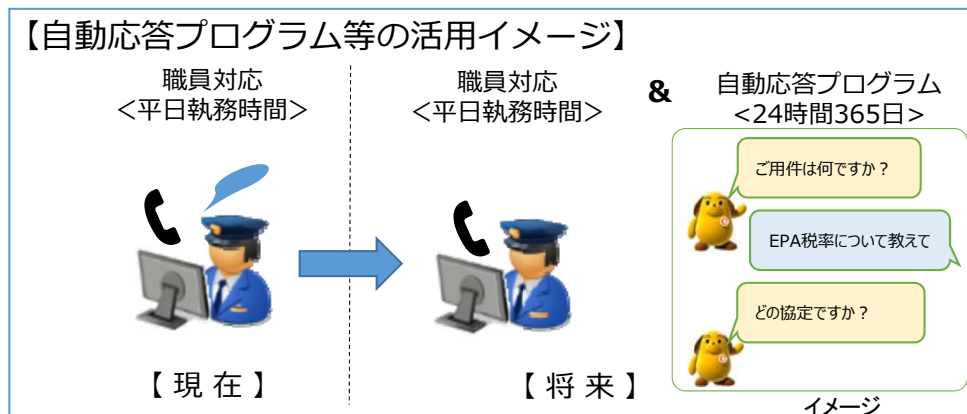 【自動応答プログラム等の活用イメージ】
職員対応
<平日執務時間>
職員対応
<平日執務時間>
&
自動応答プログラム
<24時間365日>
ご用件は何ですか？
EPA税率について教えて
どの協定ですか？
【 現 在 】
【 将 来 】
イメージ